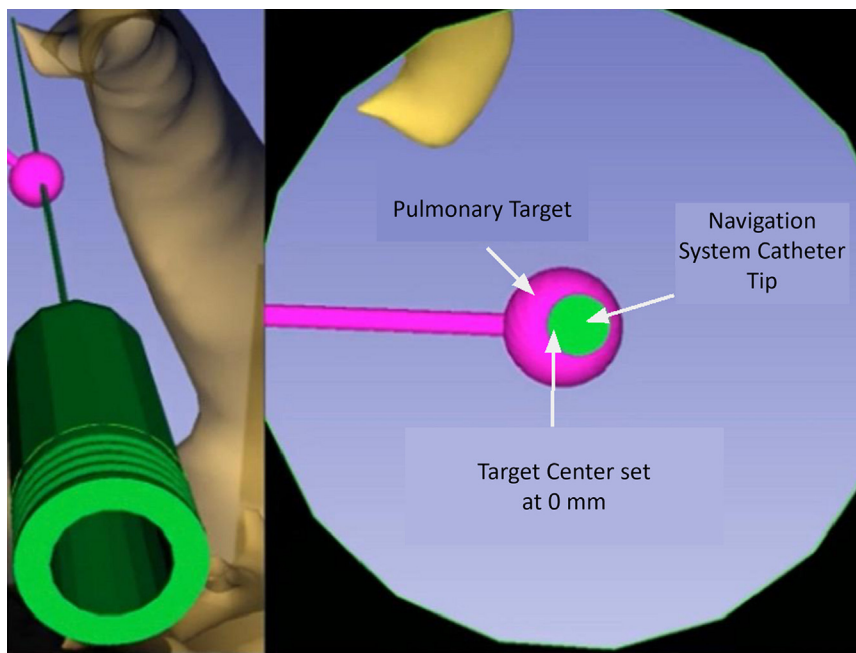 Pulmonary Target
Navigation
System Catheter
Tip
Target Center set
at 0 mm